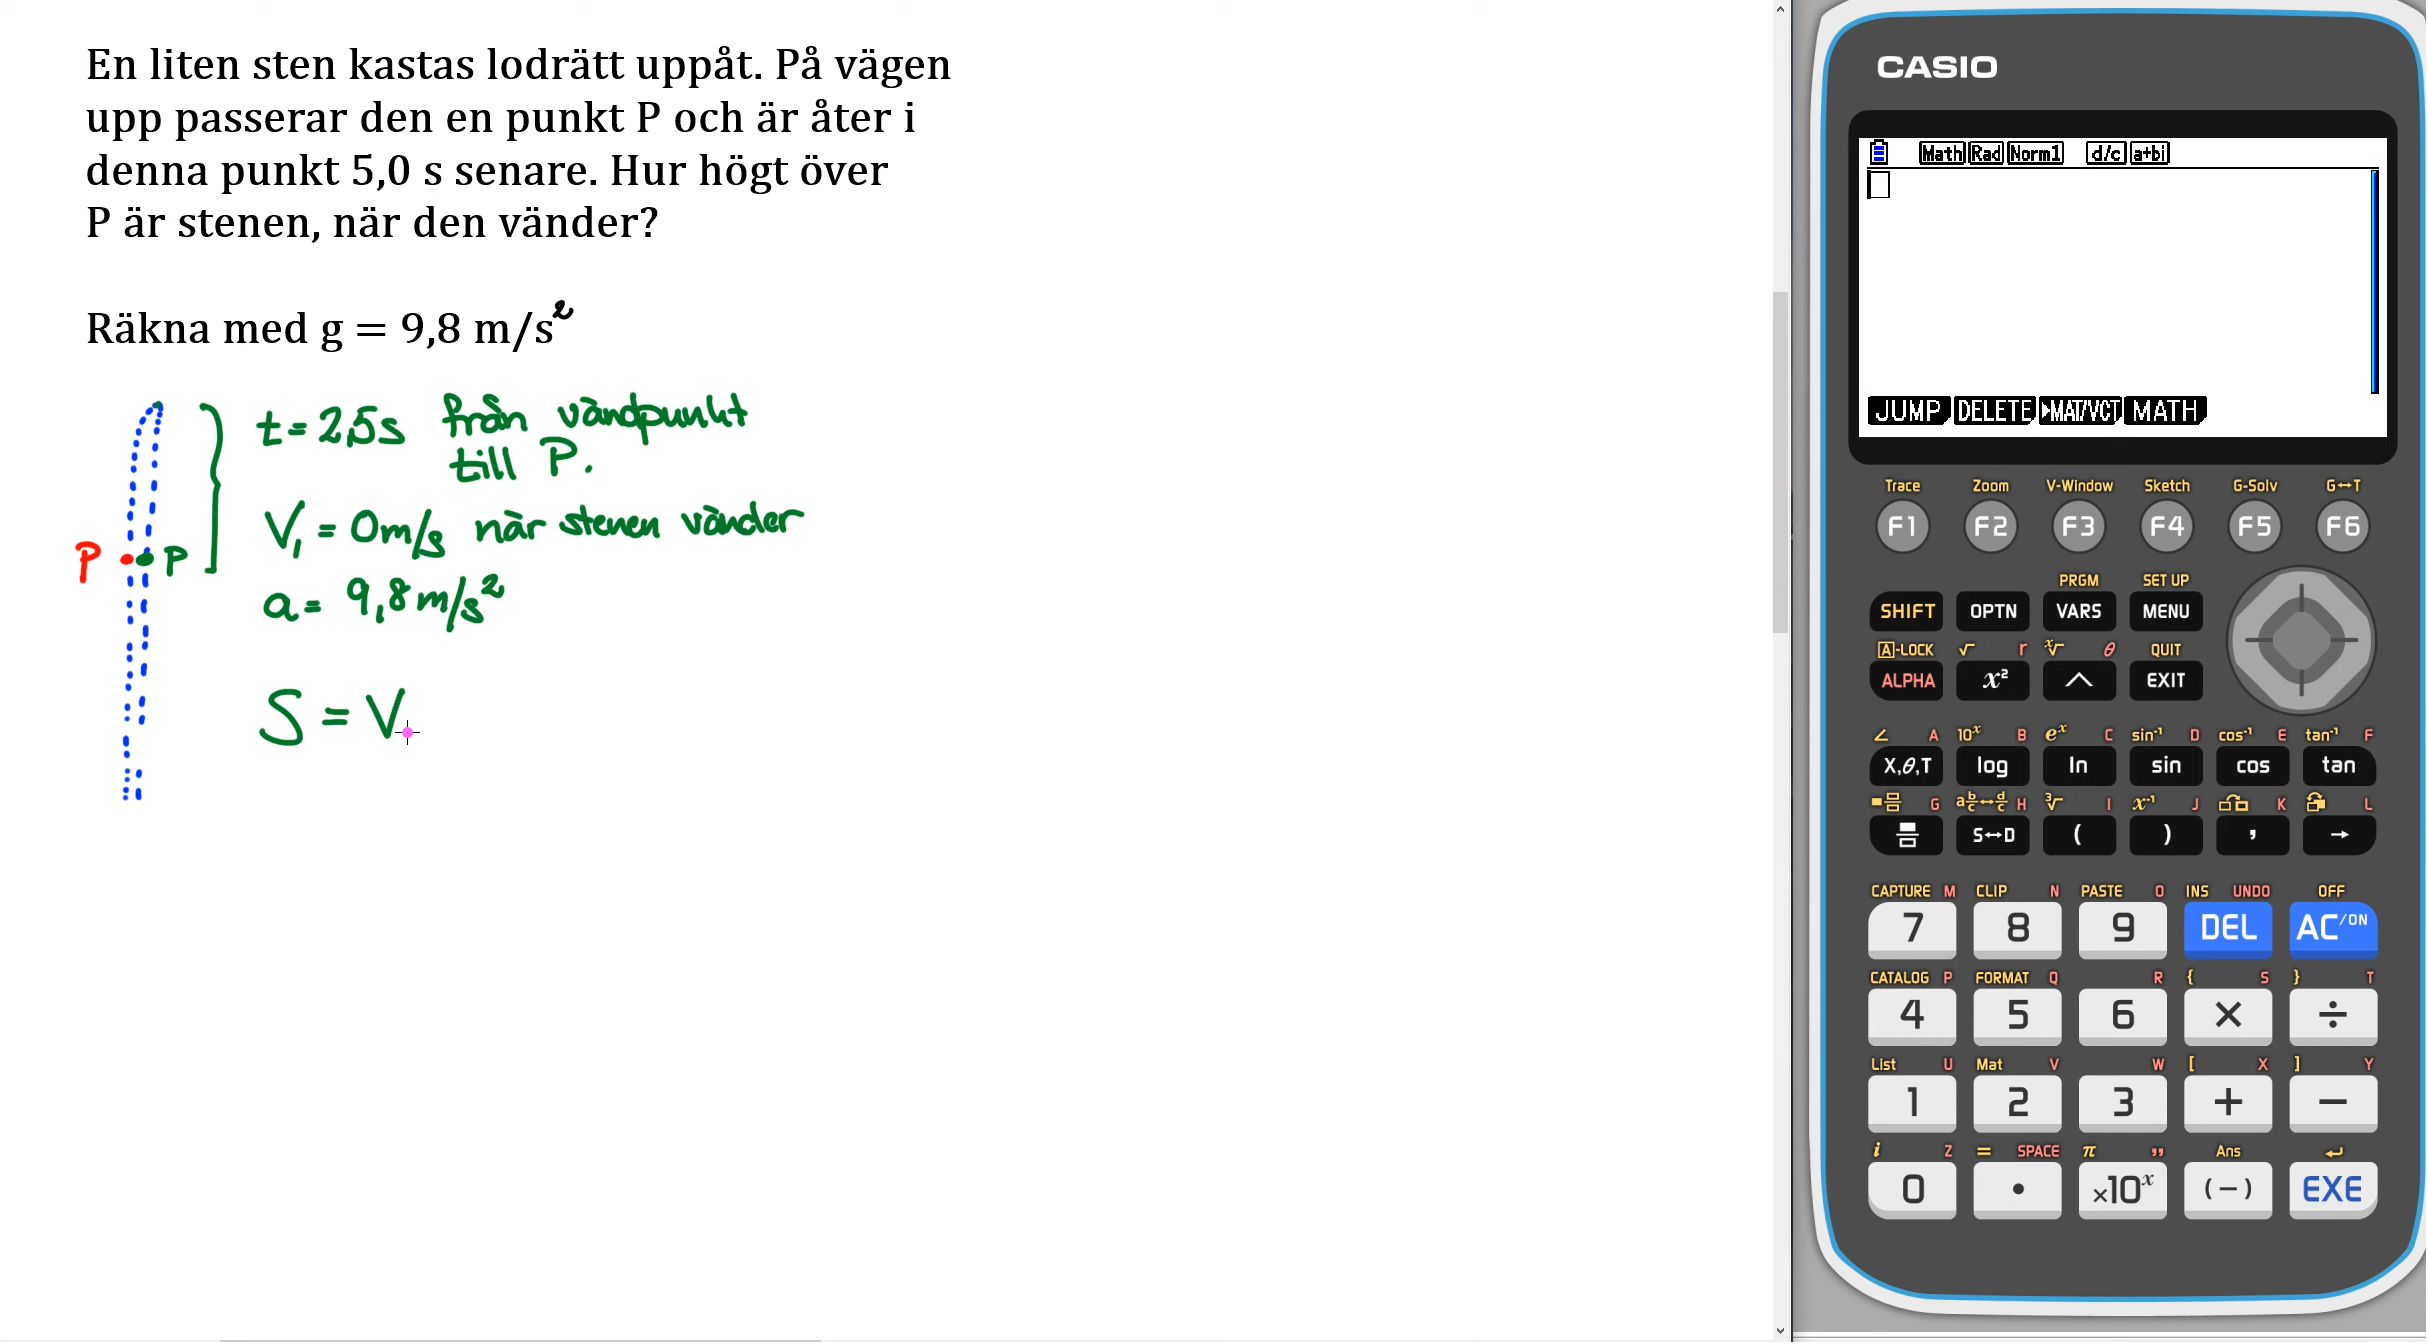 En liten sten kastas lodrätt uppåt. På vägen
upp passerar den en punkt P och är åter i
denna punkt 5,0 s senare. Hur högt över
P är stenen, när den vänder?
Räkna med g = 9,8 m/s²
t = 2,5s från vändpunkt
till P.
V₁ = 0m/s när stenen vänder
P P
a = 9,8m/s²
S = V
CASIO
Math Rad Norm1 d/c a+bi
JUMP DELETE ▶MAT/VCT MATH
Trace Zoom V-Window Sketch G-Solv G↔T
F1 F2 F3 F4 F5 F6
PRGM SET UP
SHIFT OPTN VARS MENU
A-LOCK √ r ˣ√ θ QUIT
ALPHA x² ^ EXIT
∠ A 10ˣ B eˣ C sin⁻¹ D cos⁻¹ E tan⁻¹ F
X,θ,T log ln sin cos tan
G a b/c↔d/c H ³√ I x⁻¹ J K L
S↔D ( ) , →
CAPTURE M CLIP N PASTE O INS UNDO OFF
7 8 9 DEL AC/ON
CATALOG P FORMAT Q R { S } T
4 5 6 × ÷
List U Mat V W [ X ] Y
1 2 3 + −
i Z = SPACE π " Ans ↵
0 • ×10ˣ (−) EXE